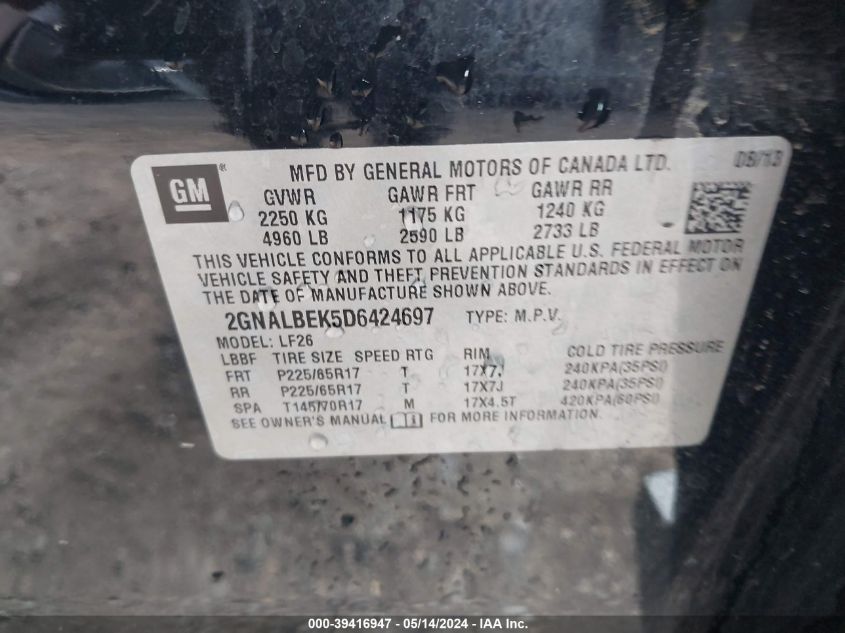 GM ® MFD BY GENERAL MOTORS OF CANADA LTD. 06/13
GVWR GAWR FRT GAWR RR
2250 KG 1175 KG 1240 KG
4960 LB 2590 LB 2733 LB
THIS VEHICLE CONFORMS TO ALL APPLICABLE U.S. FEDERAL MOTOR
VEHICLE SAFETY AND THEFT PREVENTION STANDARDS IN EFFECT ON
THE DATE OF MANUFACTURE SHOWN ABOVE.
2GNALBEK5D6424697 TYPE: M.P.V.
MODEL: LF26
LBBF TIRE SIZE SPEED RTG RIM COLD TIRE PRESSURE
FRT P225/65R17 T 17X7J 240KPA(35PSI)
RR P225/65R17 T 17X7J 240KPA(35PSI)
SPA T145/70R17 M 17X4.5T 420KPA(60PSI)
SEE OWNER'S MANUAL FOR MORE INFORMATION.
000-39416947 - 05/14/2024 - IAA Inc.